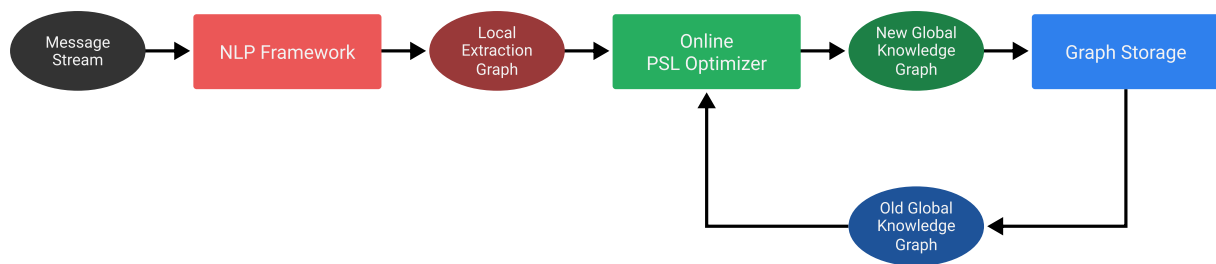 Message
Stream
NLP Framework
Local
Extraction
Graph
Online
PSL Optimizer
New Global
Knowledge
Graph
Graph Storage
Old Global
Knowledge
Graph